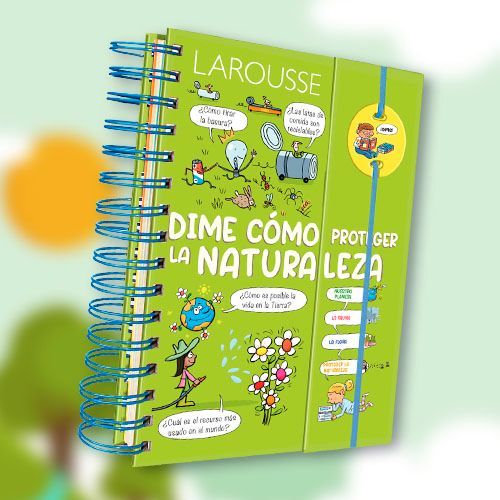 LAROUSSE
¿Cómo tirar
la basura?
¿Las latas de
comida son
reciclables?
DIME CÓMO PROTEGER
LA NATURALEZA
¿Cómo es posible la
vida en la Tierra?
NUESTRO
PLANETA
LA FAUNA
LA FLORA
PROTEGER LA
NATURALEZA
¿Cuál es el recurso más
usado en el mundo?